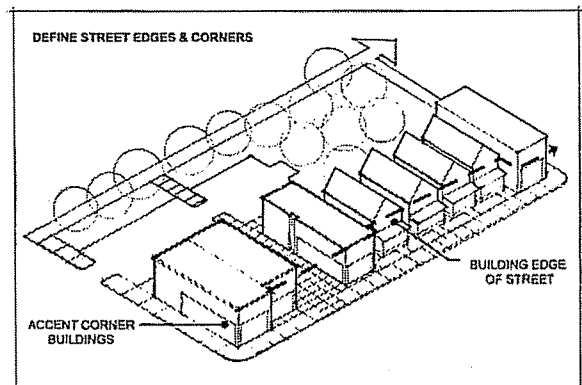 DEFINE STREET EDGES & CORNERS
BUILDING EDGE
OF STREET
ACCENT CORNER
BUILDINGS